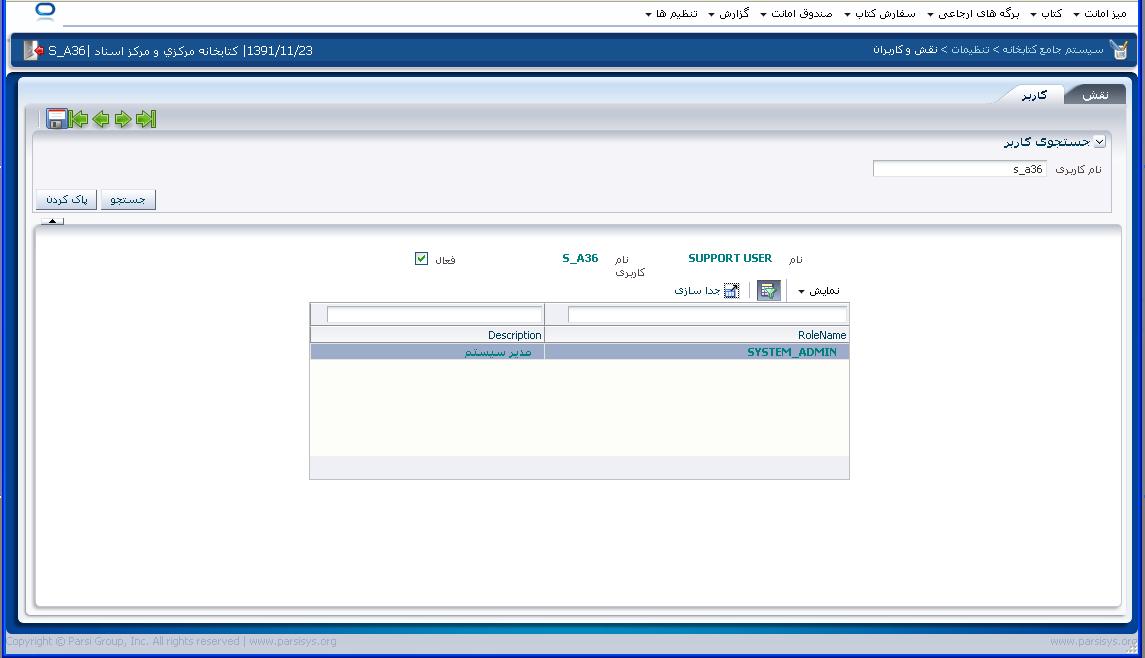 میز امانت کتاب برگه های ارجاعی سفارش کتاب صندوق امانت گزارش تنظیم ها
سیستم جامع کتابخانه > تنظیمات > نقش و کاربران
S_A36| کتابخانه مرکزي و مرکز اسناد |1391/11/23
نقش
کاربر
جستجوی کاربر
نام کاربری s_a36
جستجو پاک کردن
نام SUPPORT USER نام کاربری S_A36 فعال
نمایش جدا سازی
RoleName Description
SYSTEM_ADMIN مدیر سیستم
Copyright © Parsi Group, Inc. All rights reserved | www.parsisys.org
www.parsisys.org